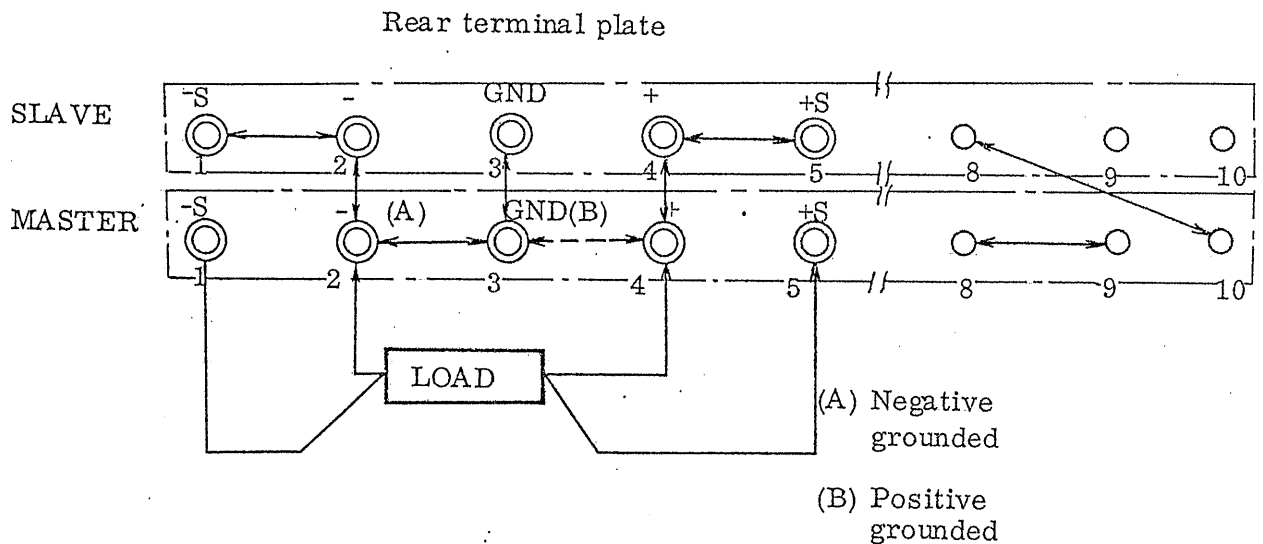 Rear terminal plate
-S - GND + +S
SLAVE
1 2 3 4 5 8 9 10
-S - (A) GND(B) + +S
MASTER
1 2 3 4 5 8 9 10
LOAD
(A) Negative
grounded
(B) Positive
grounded